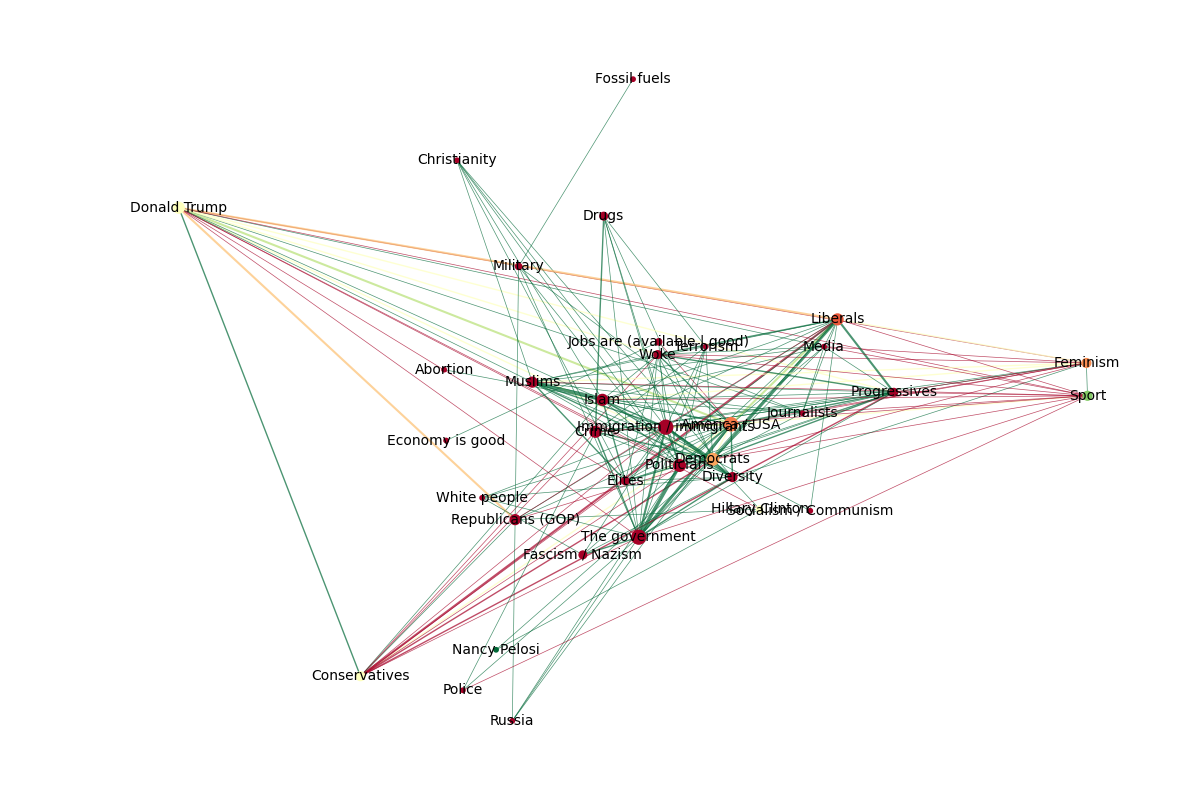 Fossil fuels
Christianity
Donald Trump
Drugs
Military
Liberals
Jobs are (available | good)
Terrorism
Media
Woke
Feminism
Abortion
Muslims
Progressives
Sport
Islam
Journalists
America / USA
Immigration / immigrants
Crime
Economy is good
Democrats
Politicians
Diversity
Elites
White people
Hillary Clinton
Socialism / Communism
Republicans (GOP)
The government
Fascism / Nazism
Nancy Pelosi
Conservatives
Police
Russia